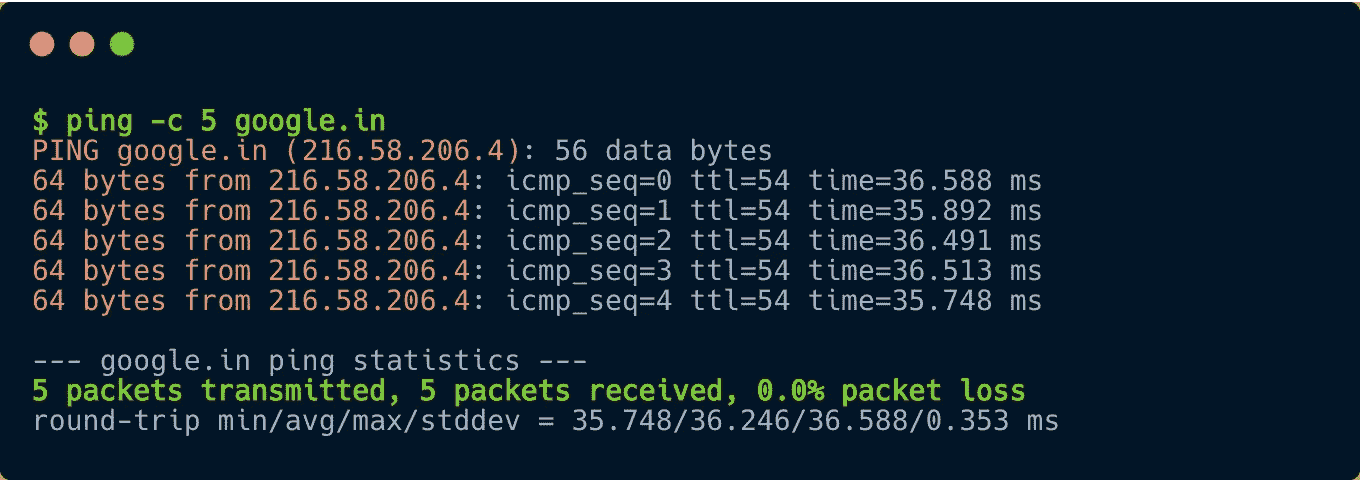 $ ping -c 5 google.in
PING google.in (216.58.206.4): 56 data bytes
64 bytes from 216.58.206.4: icmp_seq=0 ttl=54 time=36.588 ms
64 bytes from 216.58.206.4: icmp_seq=1 ttl=54 time=35.892 ms
64 bytes from 216.58.206.4: icmp_seq=2 ttl=54 time=36.491 ms
64 bytes from 216.58.206.4: icmp_seq=3 ttl=54 time=36.513 ms
64 bytes from 216.58.206.4: icmp_seq=4 ttl=54 time=35.748 ms
--- google.in ping statistics ---
5 packets transmitted, 5 packets received, 0.0% packet loss
round-trip min/avg/max/stddev = 35.748/36.246/36.588/0.353 ms